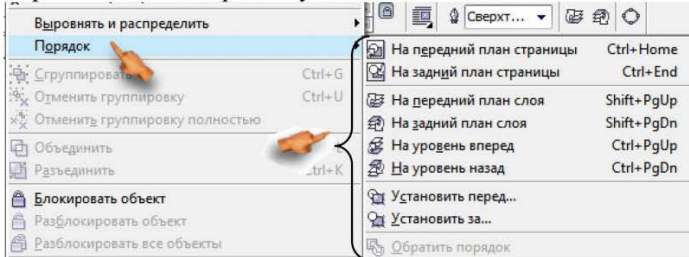 Выровнять и распределить
Порядок
Сгруппировать Ctrl+G
Отменить группировку Ctrl+U
Отменить группировку полностью
Объединить L
Разъединить Ctrl+K
Блокировать объект
Разблокировать объект
Разблокировать все объекты
Сверхт...
На передний план страницы Ctrl+Home
На задний план страницы Ctrl+End
На передний план слоя Shift+PgUp
На задний план слоя Shift+PgDn
На уровень вперед Ctrl+PgUp
На уровень назад Ctrl+PgDn
Установить перед...
Установить за...
Обратить порядок